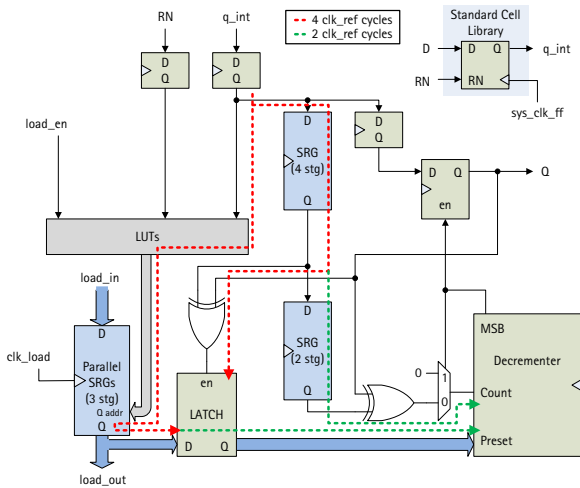 RN
q_int
4 clk_ref cycles
2 clk_ref cycles
Standard Cell
Library
D
D
Q
q_int
RN
RN
sys_clk_ff
D
Q
D
Q
load_en
D
SRG
(4 stg)
Q
D
Q
D
Q
en
Q
LUTs
load_in
D
Parallel
SRGs
(3 stg)
Q addr
Q
clk_load
load_out
en
LATCH
D
Q
D
SRG
(2 stg)
Q
0
1
0
MSB
Decrementer
Count
Preset